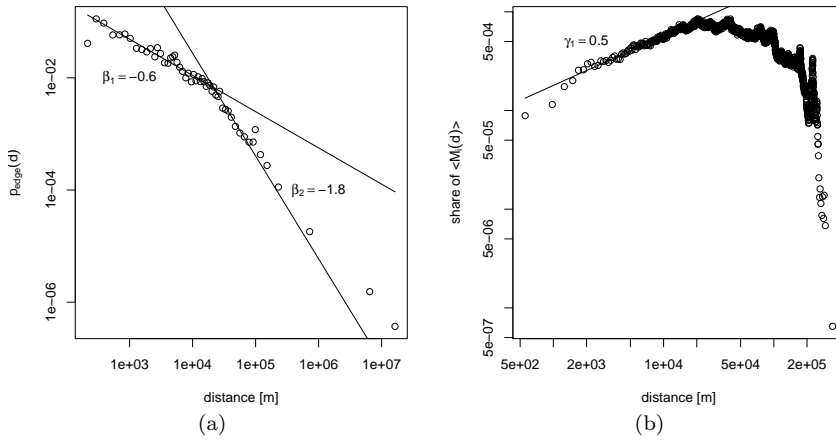 1e−02
1e−04
1e−06
p_edge(d)
β₁=−0.6
β₂=−1.8
1e+03 1e+04 1e+05 1e+06 1e+07
distance [m]
(a)
5e−04
5e−05
5e−06
5e−07
share of <M_i(d)>
γ₁=0.5
5e+02 2e+03 1e+04 5e+04 2e+05
distance [m]
(b)